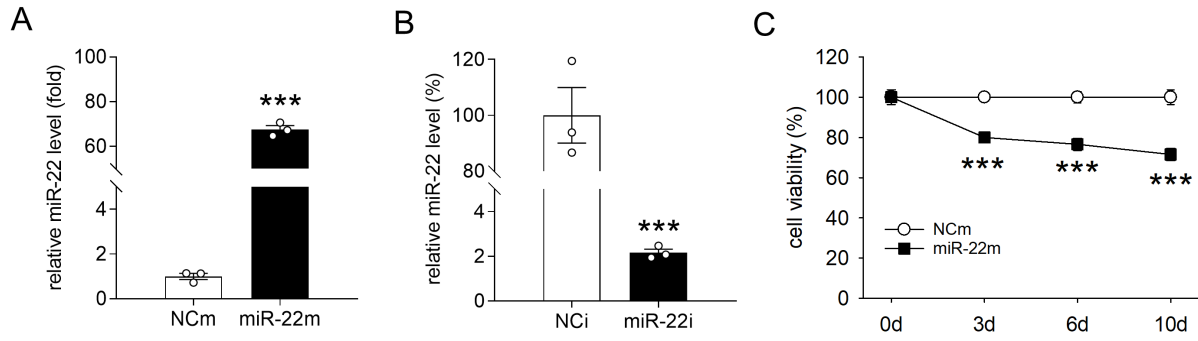 A
relative miR-22 level (fold)
100
80
60
4
2
0
***
NCm
miR-22m
B
relative miR-22 level (%)
120
100
80
4
2
0
***
NCi
miR-22i
C
cell viability (%)
120
100
80
60
40
20
0
***
***
***
NCm
miR-22m
0d
3d
6d
10d